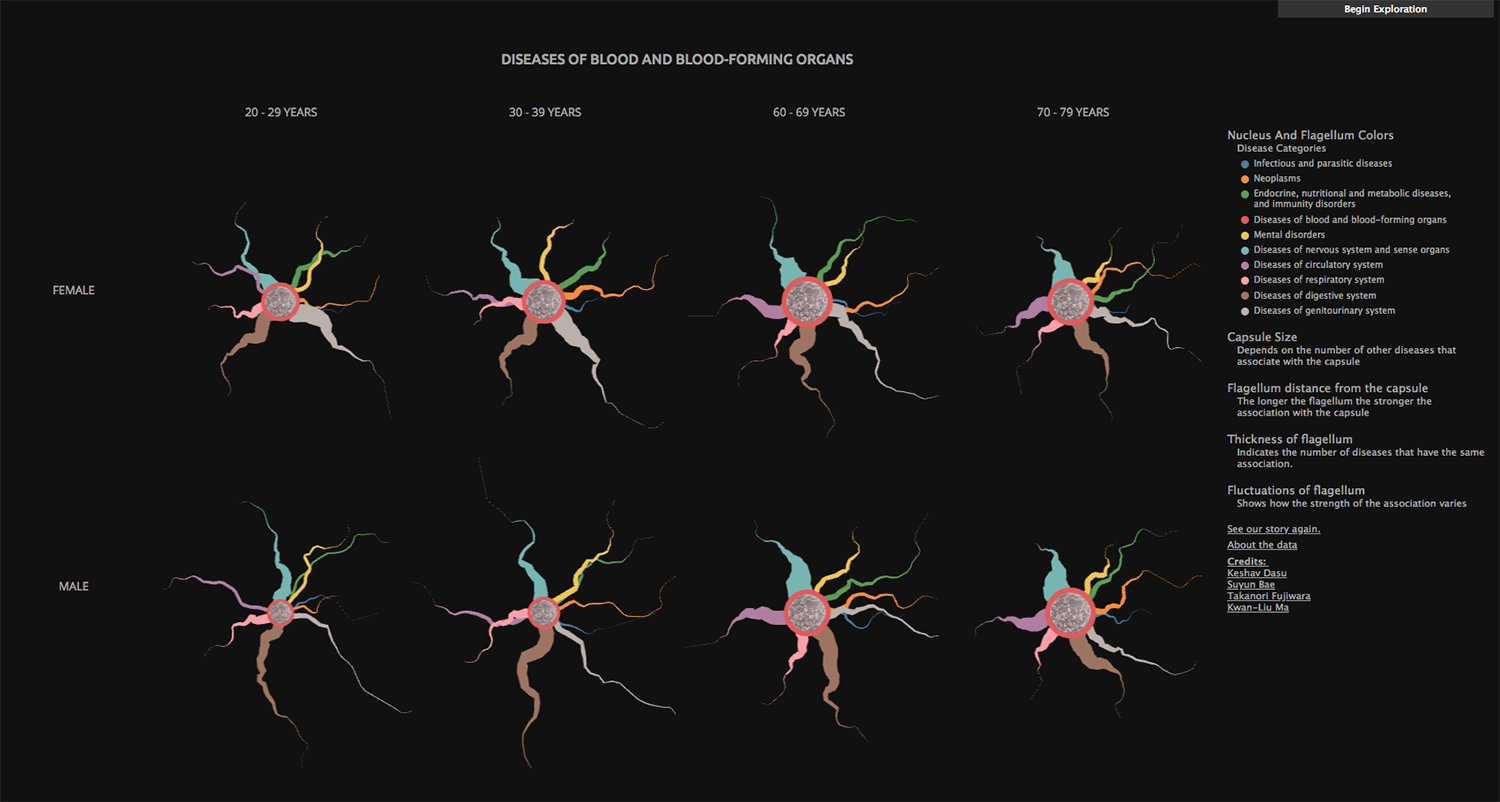 Begin Exploration
DISEASES OF BLOOD AND BLOOD-FORMING ORGANS
20 - 29 YEARS
30 - 39 YEARS
60 - 69 YEARS
70 - 79 YEARS
FEMALE
MALE
Nucleus And Flagellum Colors
Disease Categories
Infectious and parasitic diseases
Neoplasms
Endocrine, nutritional and metabolic diseases,
and immunity disorders
Diseases of blood and blood-forming organs
Mental disorders
Diseases of nervous system and sense organs
Diseases of circulatory system
Diseases of respiratory system
Diseases of digestive system
Diseases of genitourinary system
Capsule Size
Depends on the number of other diseases that
associate with the capsule
Flagellum distance from the capsule
The longer the flagellum the stronger the
association with the capsule
Thickness of flagellum
Indicates the number of diseases that have the same
association.
Fluctuations of flagellum
Shows how the strength of the association varies
See our story again.
About the data
Credits:
Keshav Dasu
Suyun Bae
Takanori Fujiwara
Kwan-Liu Ma